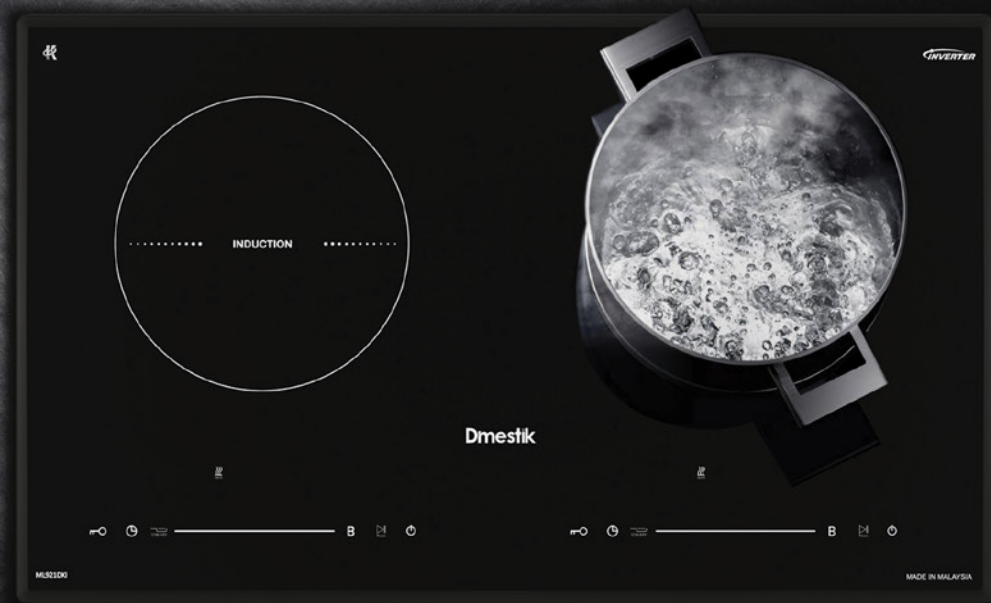 INVERTER
INDUCTION
Dmestik
B
B
ML921DKI
MADE IN MALAYSIA